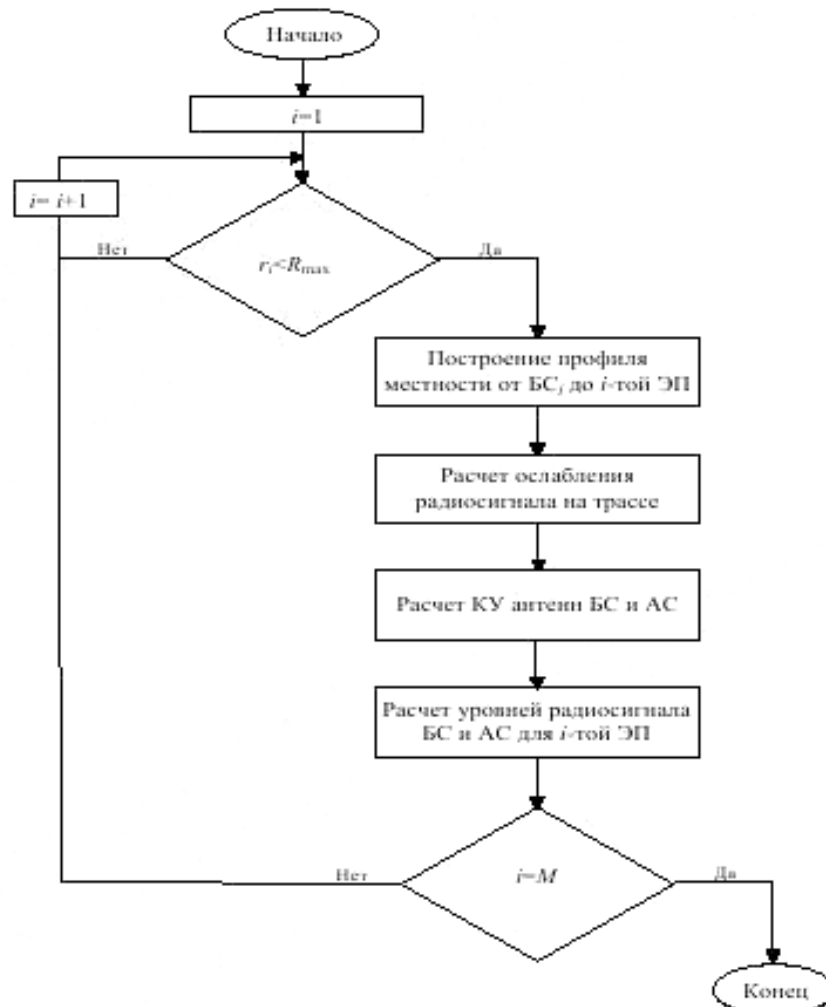 Начало
i=1
i= i+1
Нет
Да
rᵢ<Rmax
Построение профиля
местности от БСⱼ до i-той ЭП
Расчет ослабления
радиосигнала на трассе
Расчет КУ антенн БС и АС
Расчет уровней радиосигнала
БС и АС для i-той ЭП
Нет
i=M
Да
Конец